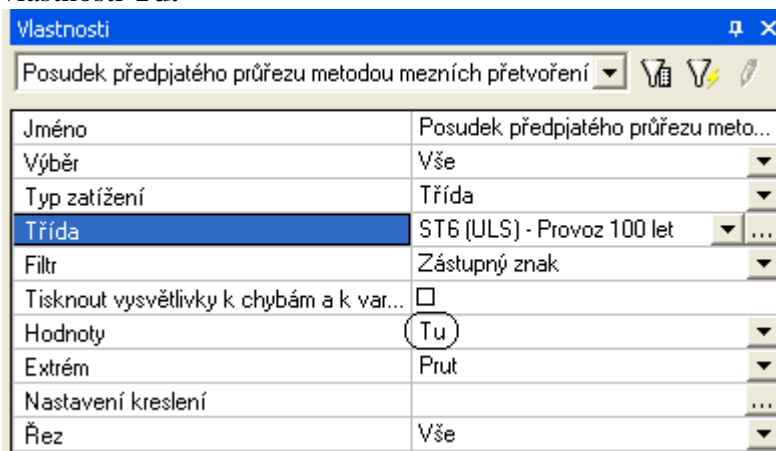 Vlastnosti
Posudek předpjatého průřezu metodou mezních přetvoření
Jméno Posudek předpjatého průřezu meto...
Výběr Vše
Typ zatížení Třída
Třída ST6 (ULS) - Provoz 100 let ...
Filtr Zástupný znak
Tisknout vysvětlivky k chybám a k var...
Hodnoty Tu
Extrém Prut
Nastavení kreslení ...
Řez Vše